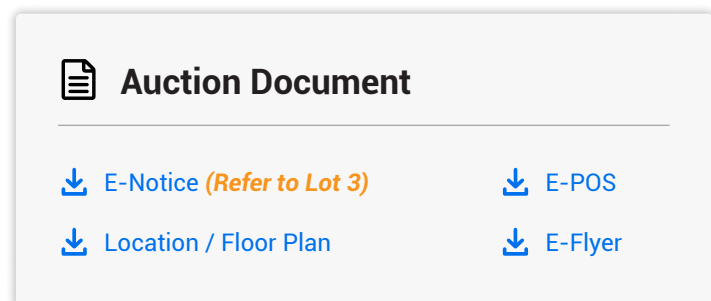 Auction Document
E-Notice (Refer to Lot 3)
E-POS
Location / Floor Plan
E-Flyer